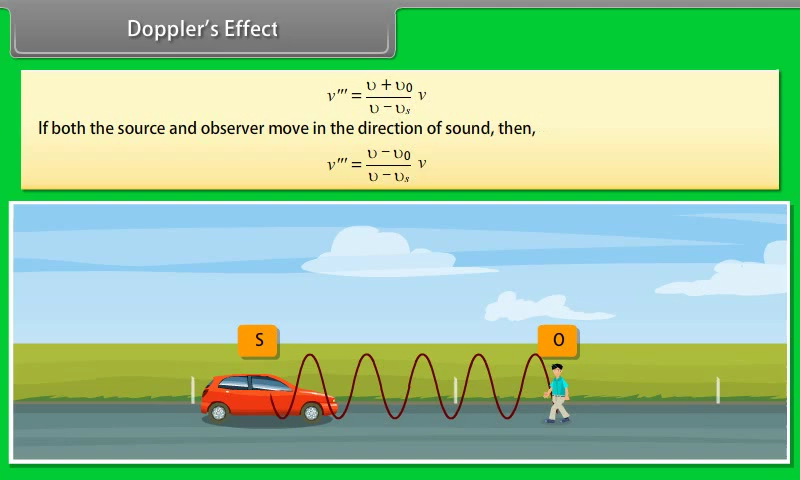 Doppler's Effect
ν''' = (υ + υ₀)/(υ − υₛ) ν
If both the source and observer move in the direction of sound, then,
ν''' = (υ − υ₀)/(υ − υₛ) ν
S O